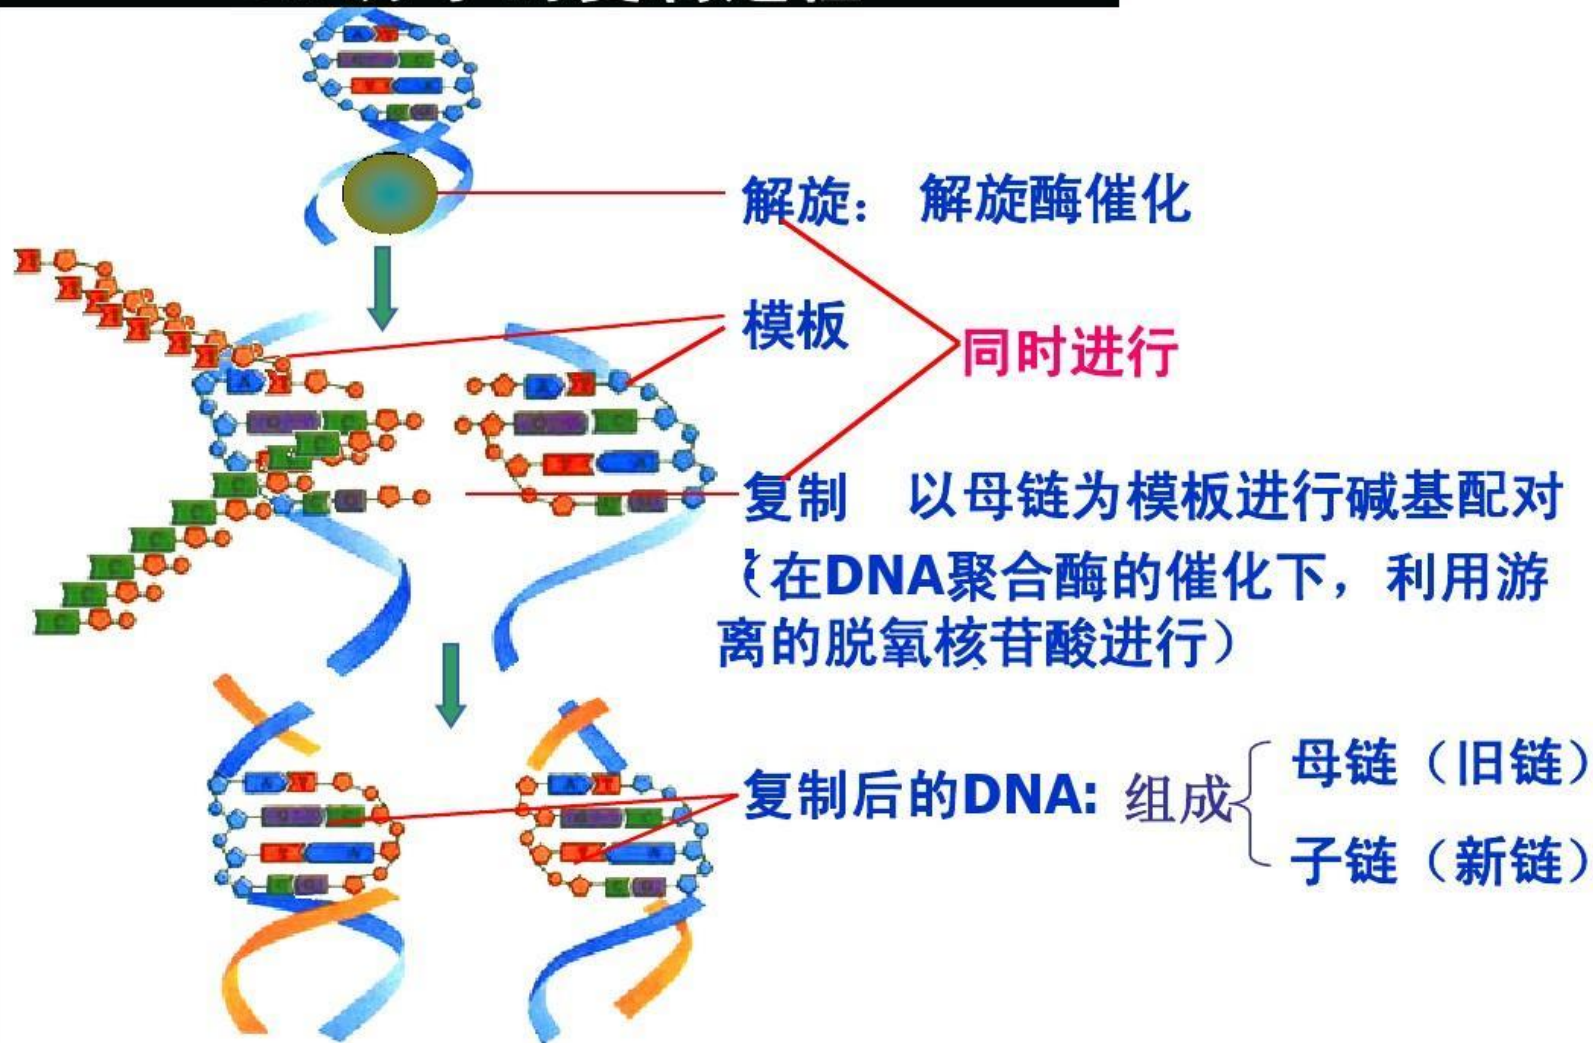 解旋： 解旋酶催化
模板
同时进行
复制 以母链为模板进行碱基配对
（在DNA聚合酶的催化下，利用游
离的脱氧核苷酸进行）
复制后的DNA: 组成
母链（旧链）
子链（新链）